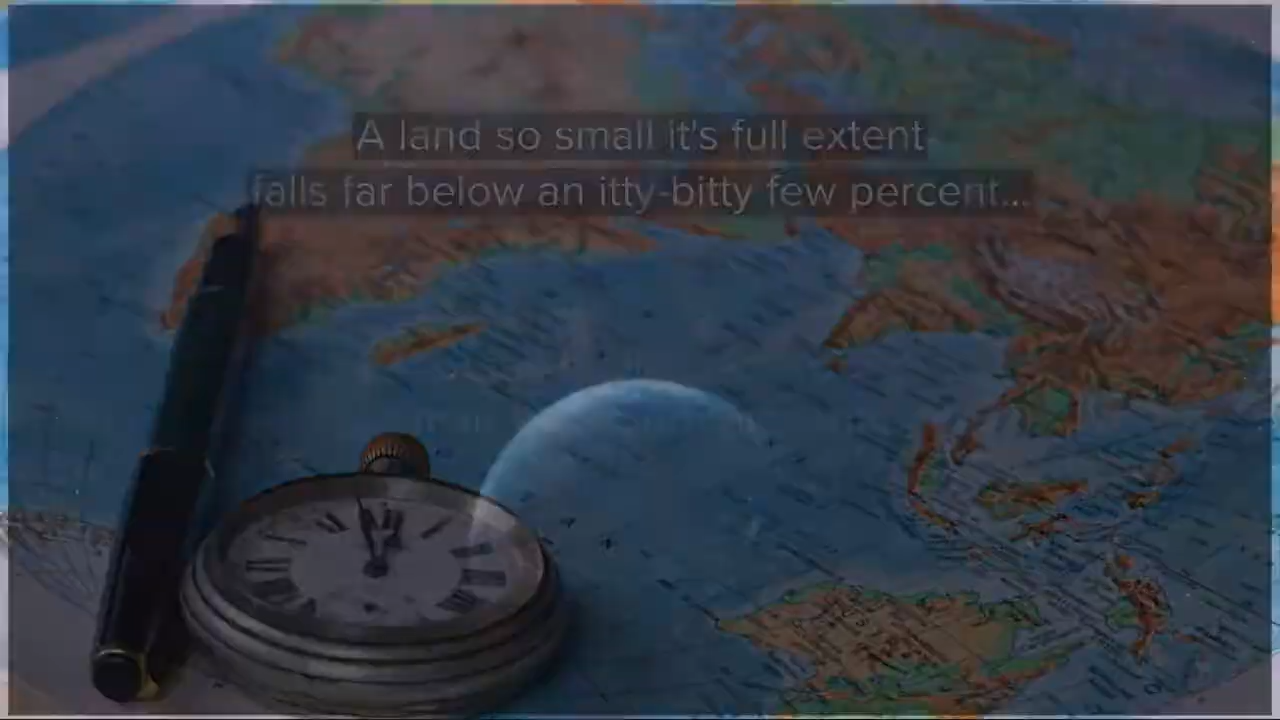 A land so small it's full extent
falls far below an itty-bitty few percent...